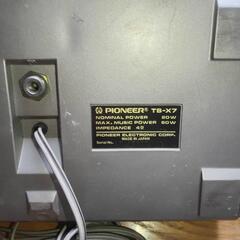 PIONEER TS-X7
NOMINAL POWER 20W
MAX. MUSIC POWER 60W
IMPEDANCE 4Ω
PIONEER ELECTRONIC CORP.
MADE IN JAPAN
Serial No.